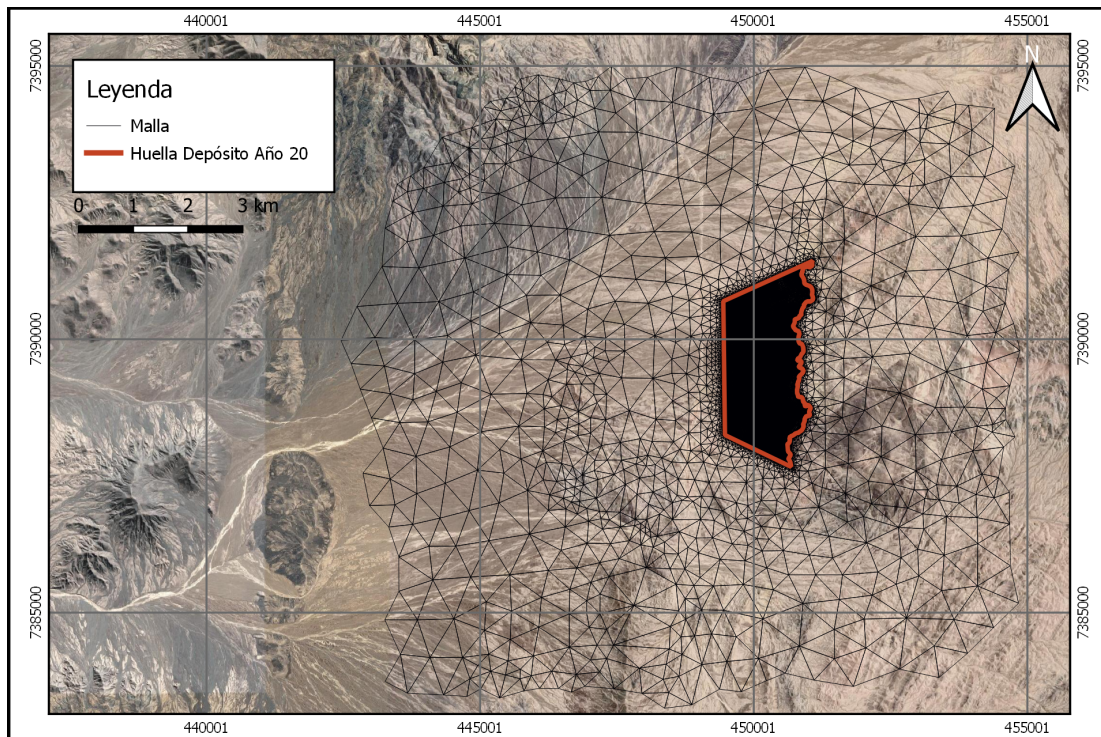 440001 445001 450001 455001
7395000 7395000
N
Leyenda
Malla
Huella Depósito Año 20
0 1 2 3 km
7390000 7390000
7385000 7385000
440001 445001 450001 455001